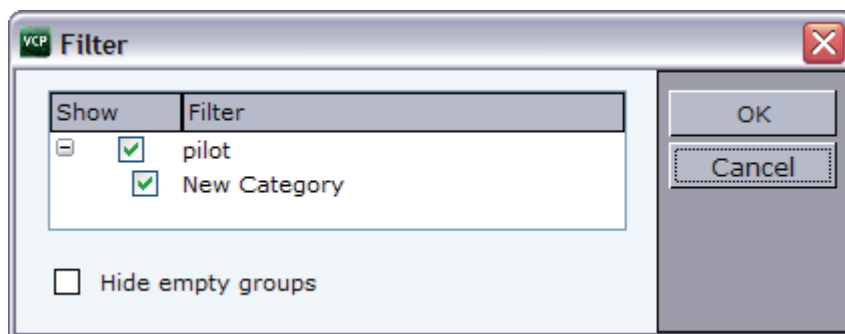 VCP Filter
Show Filter
OK
pilot
Cancel
New Category
Hide empty groups